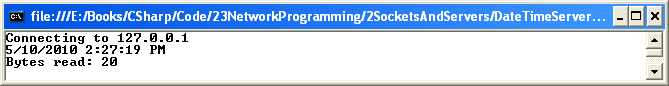 file:///E:/Books/CSharp/Code/23NetworkProgramming/2SocketsAndServers/DateTimeServer...
Connecting to 127.0.0.1
5/10/2010 2:27:19 PM
Bytes read: 20